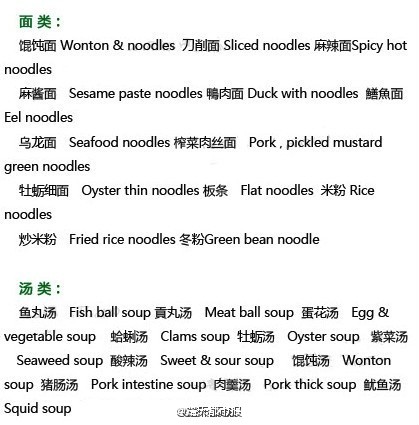 面 类：
馄饨面 Wonton & noodles 刀削面 Sliced noodles 麻辣面Spicy hot
noodles
麻酱面 Sesame paste noodles 鴨肉面 Duck with noodles 鱔魚面
Eel noodles
乌龙面 Seafood noodles 榨菜肉丝面 Pork , pickled mustard
green noodles
牡蛎细面 Oyster thin noodles 板条 Flat noodles 米粉 Rice
noodles
炒米粉 Fried rice noodles 冬粉Green bean noodle
汤 类：
鱼丸汤 Fish ball soup 貢丸汤 Meat ball soup 蛋花汤 Egg &
vegetable soup 蛤蜊汤 Clams soup 牡蛎汤 Oyster soup 紫菜汤
Seaweed soup 酸辣汤 Sweet & sour soup 馄饨汤 Wonton
soup 猪肠汤 Pork intestine soup 肉羹汤 Pork thick soup 鱿鱼汤
Squid soup